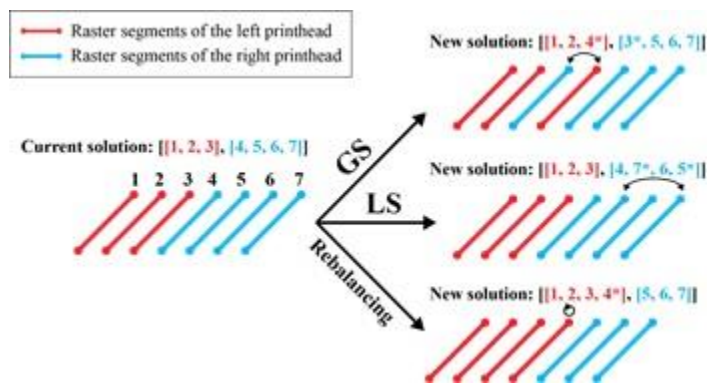 Raster segments of the left printhead
Raster segments of the right printhead
Current solution: [[1, 2, 3], [4, 5, 6, 7]]
1 2 3 4 5 6 7
GS
LS
Rebalancing
New solution: [[1, 2, 4*], [3*, 5, 6, 7]]
New solution: [[1, 2, 3], [4, 7*, 6, 5*]]
New solution: [[1, 2, 3, 4*], [5, 6, 7]]